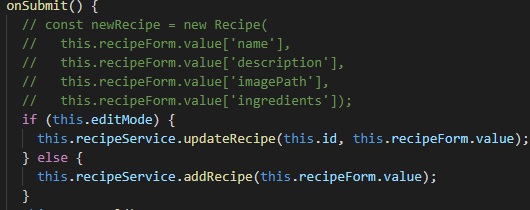 onSubmit() {
// const newRecipe = new Recipe(
//   this.recipeForm.value['name'],
//   this.recipeForm.value['description'],
//   this.recipeForm.value['imagePath'],
//   this.recipeForm.value['ingredients']);
if (this.editMode) {
this.recipeService.updateRecipe(this.id, this.recipeForm.value);
} else {
this.recipeService.addRecipe(this.recipeForm.value);
}